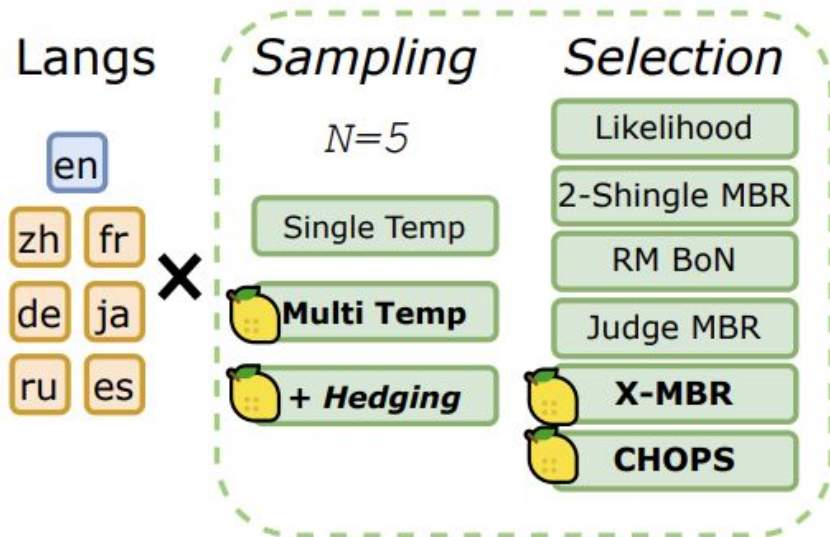 Langs
en
zh fr
de ja
ru es
×
Sampling
N=5
Single Temp
Multi Temp
+ Hedging
Selection
Likelihood
2-Shingle MBR
RM BoN
Judge MBR
X-MBR
CHOPS